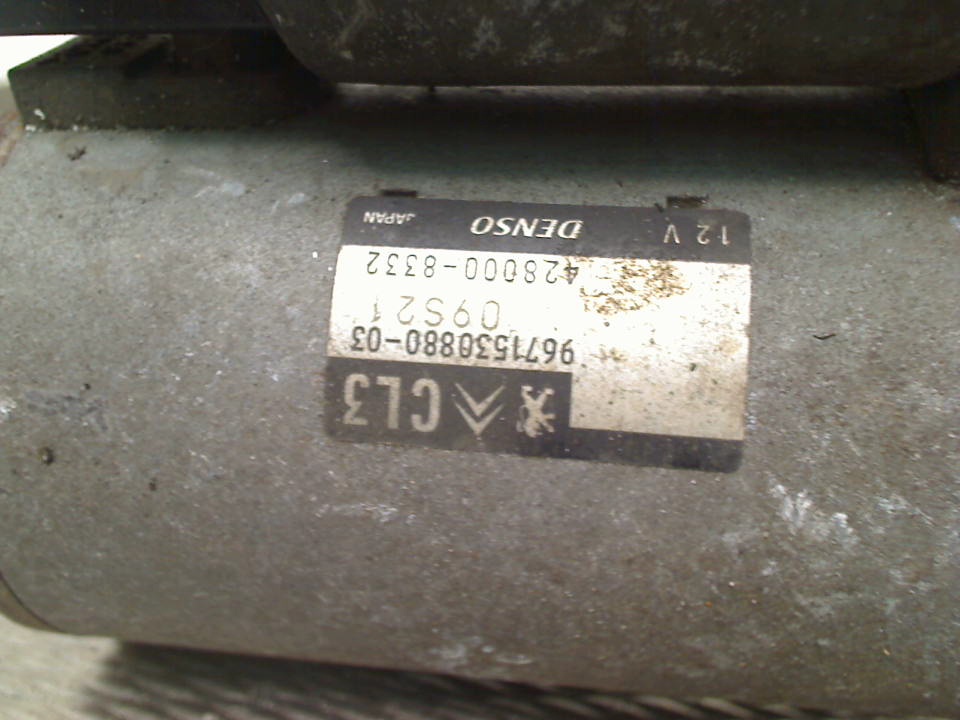 CL3
9671530880-03
09S21
428000-8332
12 V DENSO JAPAN